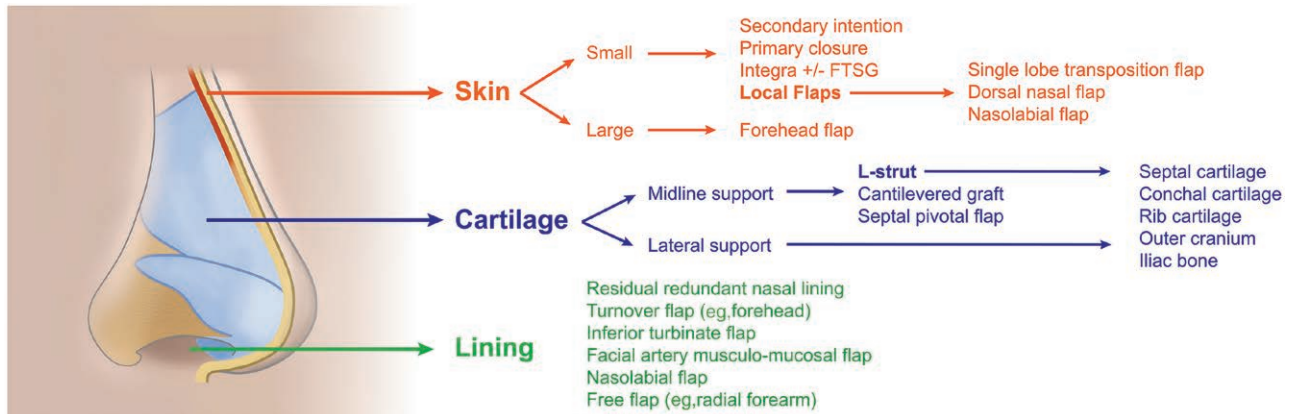 Skin
Small
Secondary intention
Primary closure
Integra +/- FTSG
Local Flaps
Single lobe transposition flap
Dorsal nasal flap
Nasolabial flap
Large
Forehead flap
Cartilage
Midline support
L-strut
Cantilevered graft
Septal pivotal flap
Lateral support
Septal cartilage
Conchal cartilage
Rib cartilage
Outer cranium
Iliac bone
Lining
Residual redundant nasal lining
Turnover flap (eg,forehead)
Inferior turbinate flap
Facial artery musculo-mucosal flap
Nasolabial flap
Free flap (eg,radial forearm)